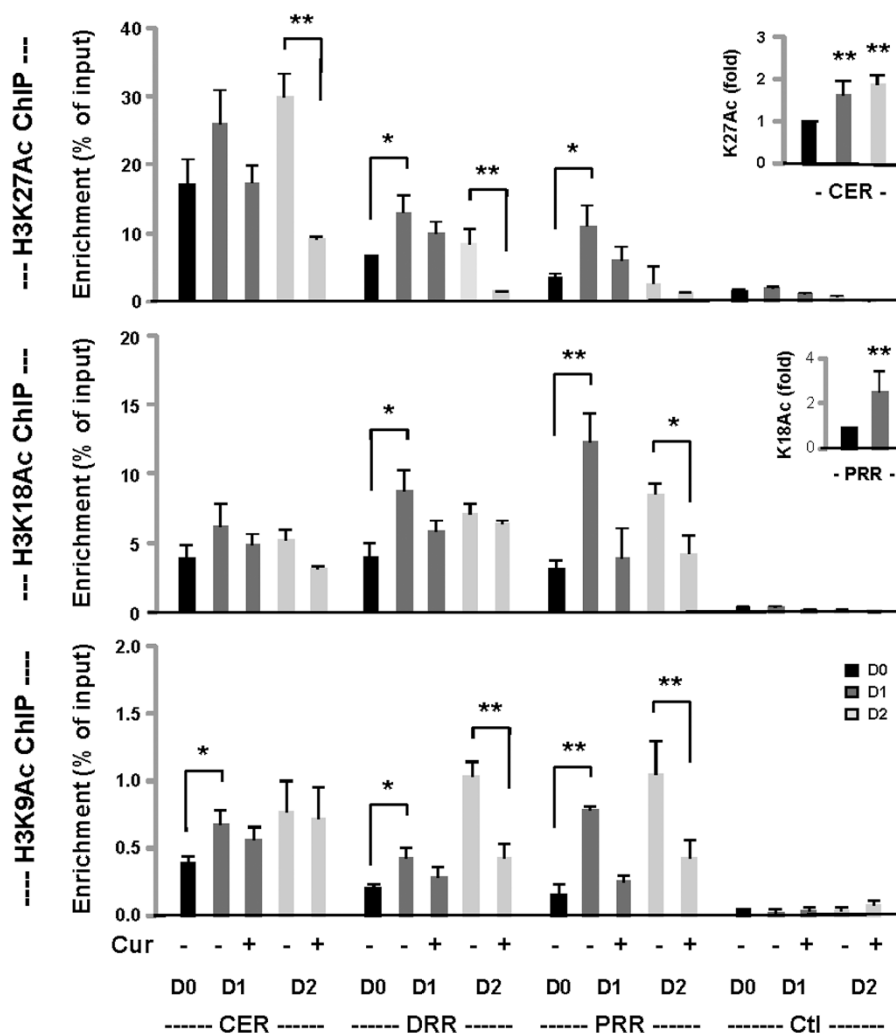 --- H3K27Ac ChIP ---
Enrichment (% of input)
40
30
20
10
0
**
*
**
*
K27Ac (fold)
3
2
1
0
**
**
- CER -
--- H3K18Ac ChIP ---
Enrichment (% of input)
20
15
10
5
0
*
**
*
K18Ac (fold)
4
2
0
**
- PRR -
---- H3K9Ac ChIP ----
Enrichment (% of input)
2.0
1.5
1.0
0.5
0.0
*
*
**
**
**
D0
D1
D2
Cur - - + - + - - + - + - - + - + - - + - +
D0 D1 D2 D0 D1 D2 D0 D1 D2 D0 D1 D2
------ CER ------ ------ DRR ------ ------ PRR ------ ------ Ctl ------